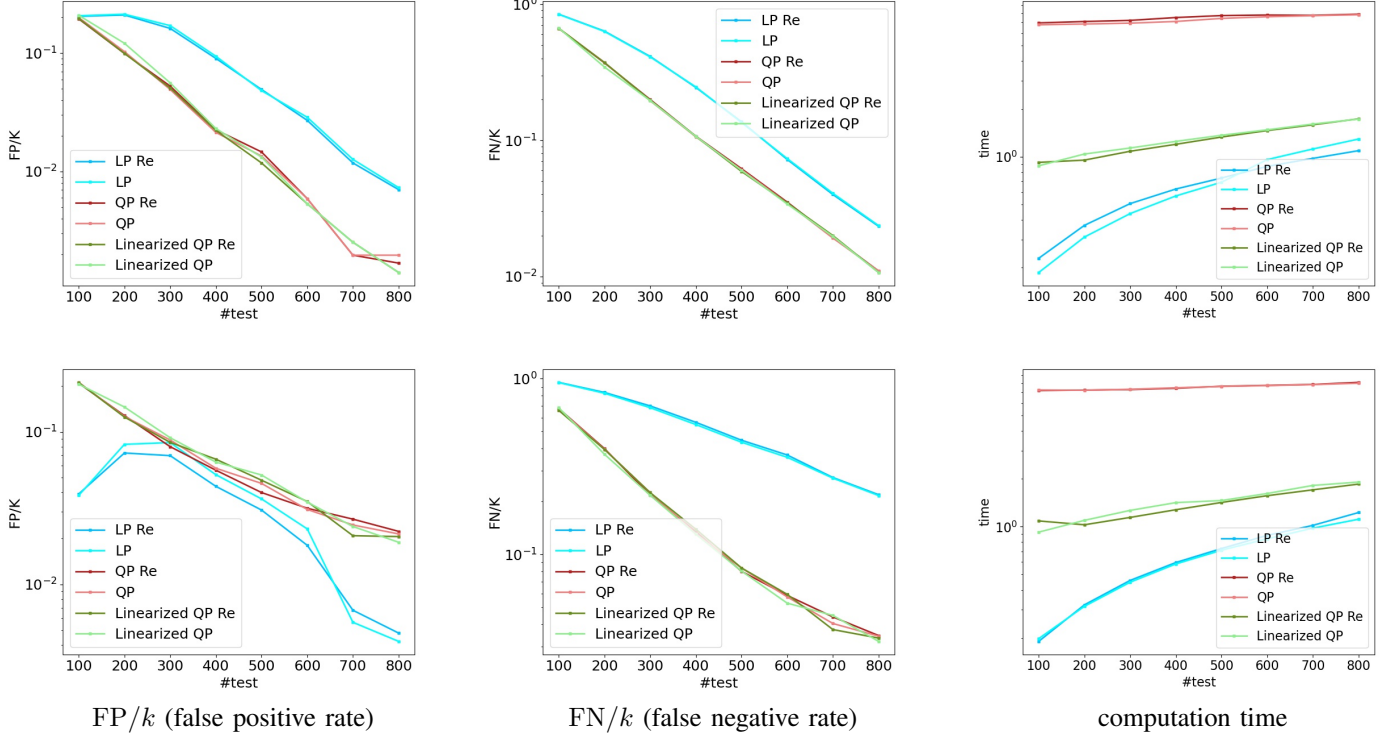 10⁻¹
10⁻²
FP/K
LP Re
LP
QP Re
QP
Linearized QP Re
Linearized QP
100 200 300 400 500 600 700 800
#test
10⁰
10⁻¹
10⁻²
FN/K
LP Re
LP
QP Re
QP
Linearized QP Re
Linearized QP
100 200 300 400 500 600 700 800
#test
10⁰
time
LP Re
LP
QP Re
QP
Linearized QP Re
Linearized QP
100 200 300 400 500 600 700 800
#test
10⁻¹
10⁻²
FP/K
LP Re
LP
QP Re
QP
Linearized QP Re
Linearized QP
100 200 300 400 500 600 700 800
#test
10⁰
10⁻¹
FN/K
LP Re
LP
QP Re
QP
Linearized QP Re
Linearized QP
100 200 300 400 500 600 700 800
#test
10⁰
time
LP Re
LP
QP Re
QP
Linearized QP Re
Linearized QP
100 200 300 400 500 600 700 800
#test
FP/k (false positive rate)
FN/k (false negative rate)
computation time